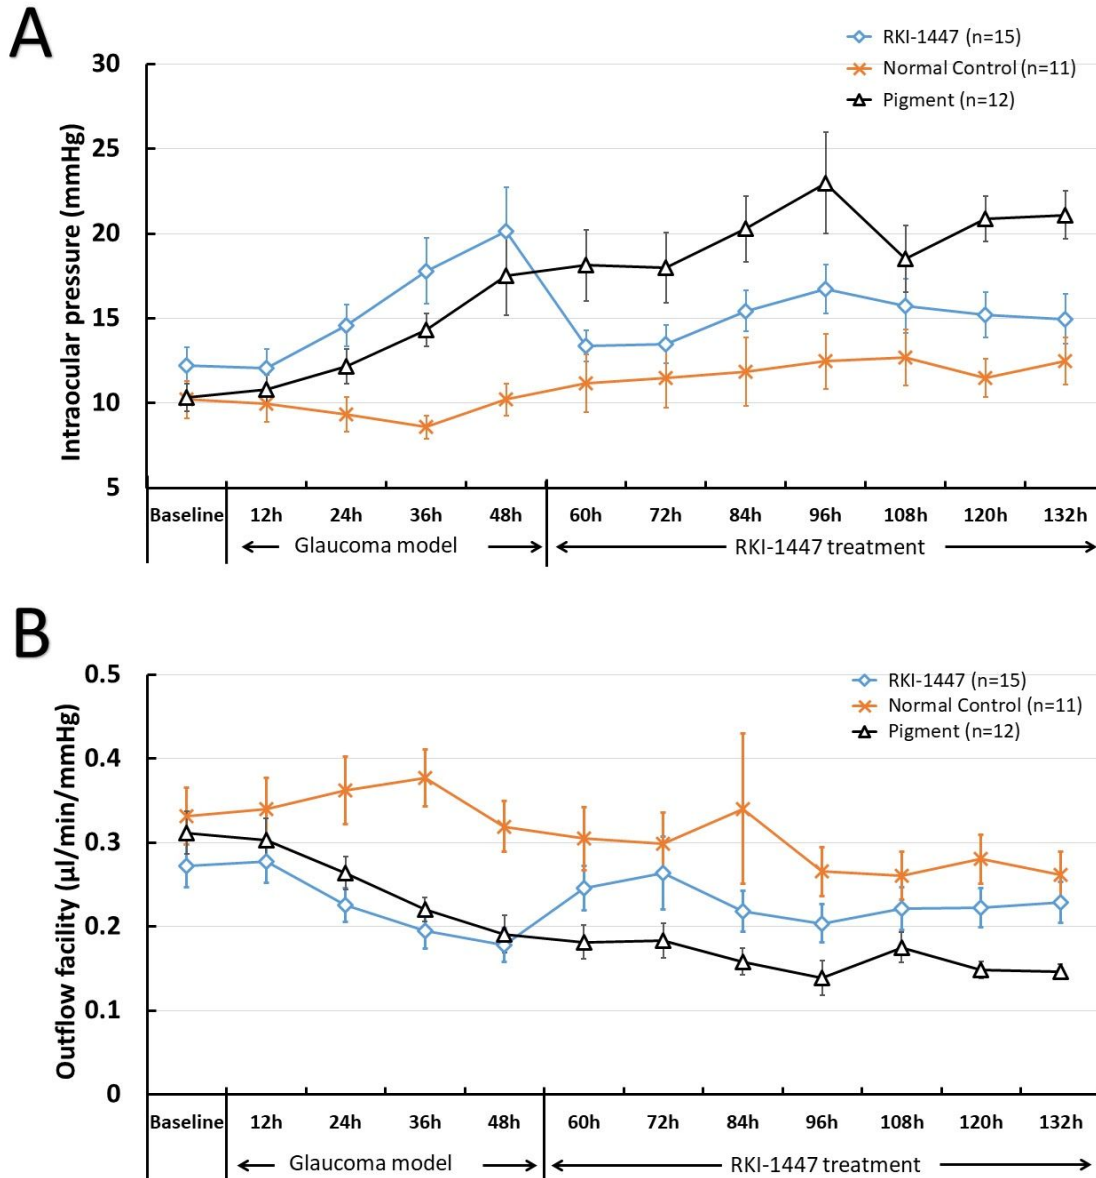 A
RKI-1447 (n=15)
Normal Control (n=11)
Pigment (n=12)
Intraocular pressure (mmHg)
30
25
20
15
10
5
Baseline 12h 24h 36h 48h 60h 72h 84h 96h 108h 120h 132h
Glaucoma model RKI-1447 treatment
B
RKI-1447 (n=15)
Normal Control (n=11)
Pigment (n=12)
Outflow facility (µl/min/mmHg)
0.5
0.4
0.3
0.2
0.1
0
Baseline 12h 24h 36h 48h 60h 72h 84h 96h 108h 120h 132h
Glaucoma model RKI-1447 treatment